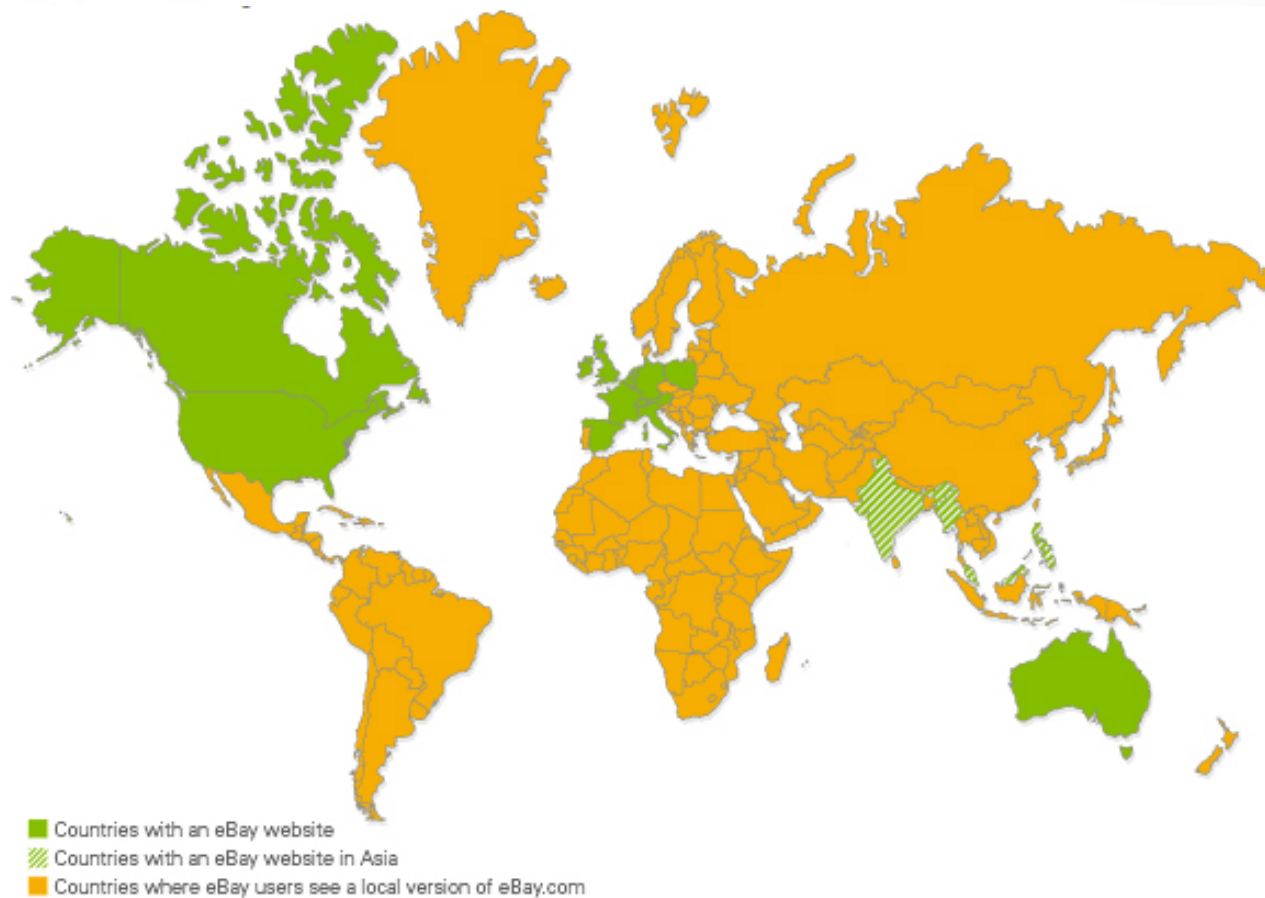 Countries with an eBay website
Countries with an eBay website in Asia
Countries where eBay users see a local version of eBay.com